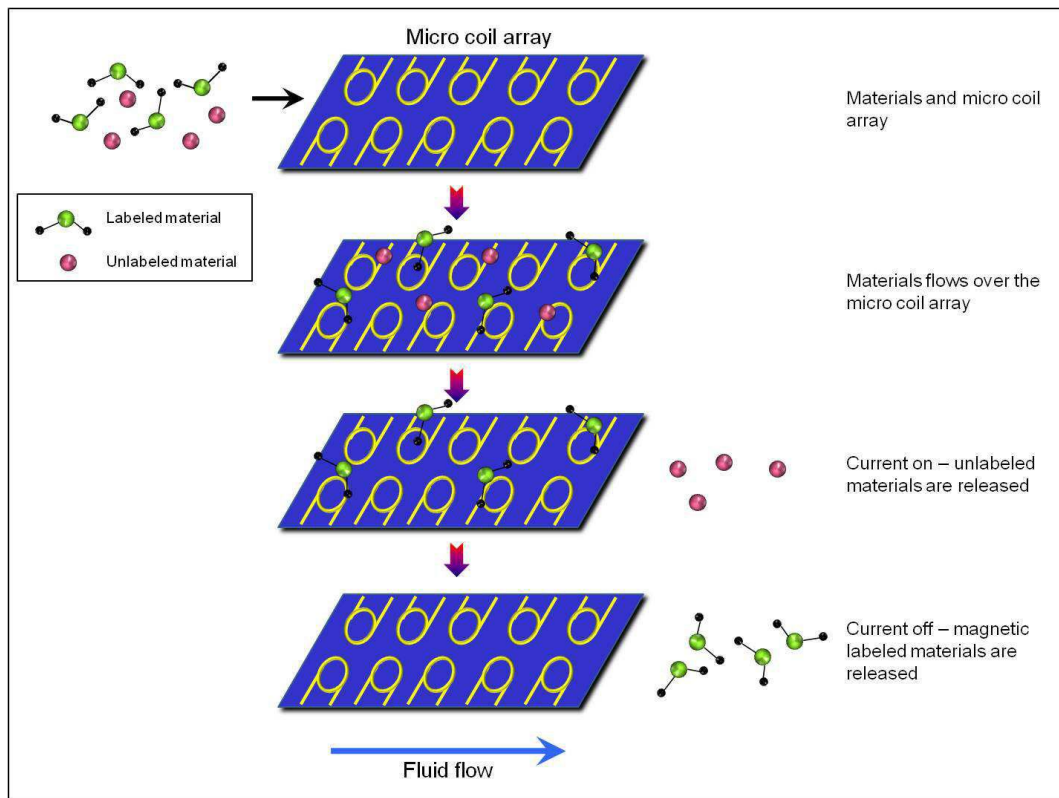 Micro coil array
Materials and micro coil
array
Labeled material
Unlabeled material
Materials flows over the
micro coil array
Current on – unlabeled
materials are released
Current off – magnetic
labeled materials are
released
Fluid flow